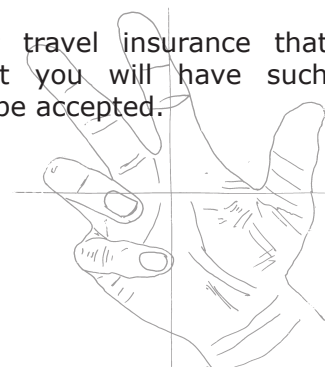 travel insurance that
t you will have such
be accepted.